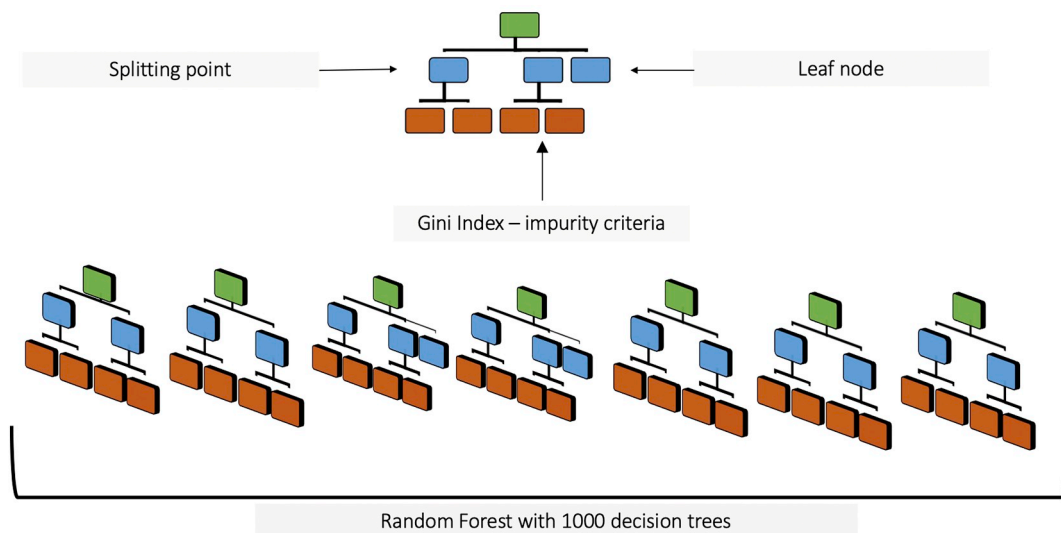 Splitting point
Leaf node
Gini Index – impurity criteria
Random Forest with 1000 decision trees